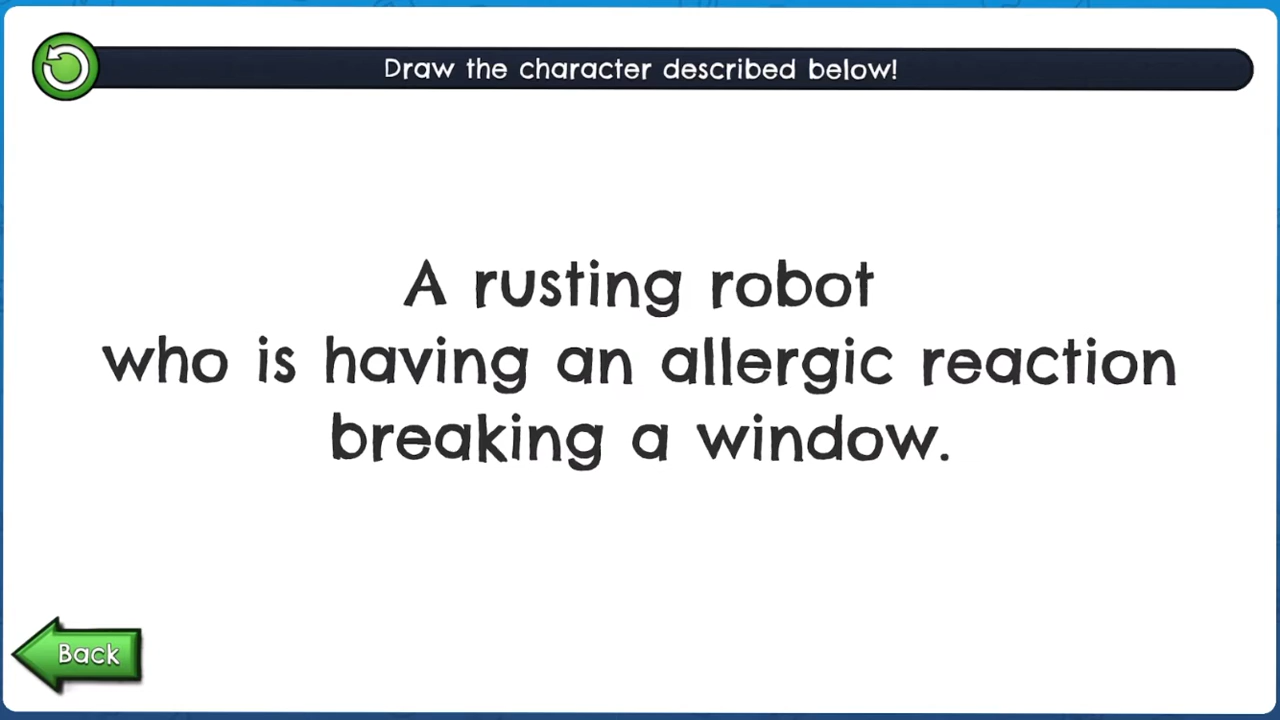 Draw the character described below!
A rusting robot
who is having an allergic reaction
breaking a window.
Back